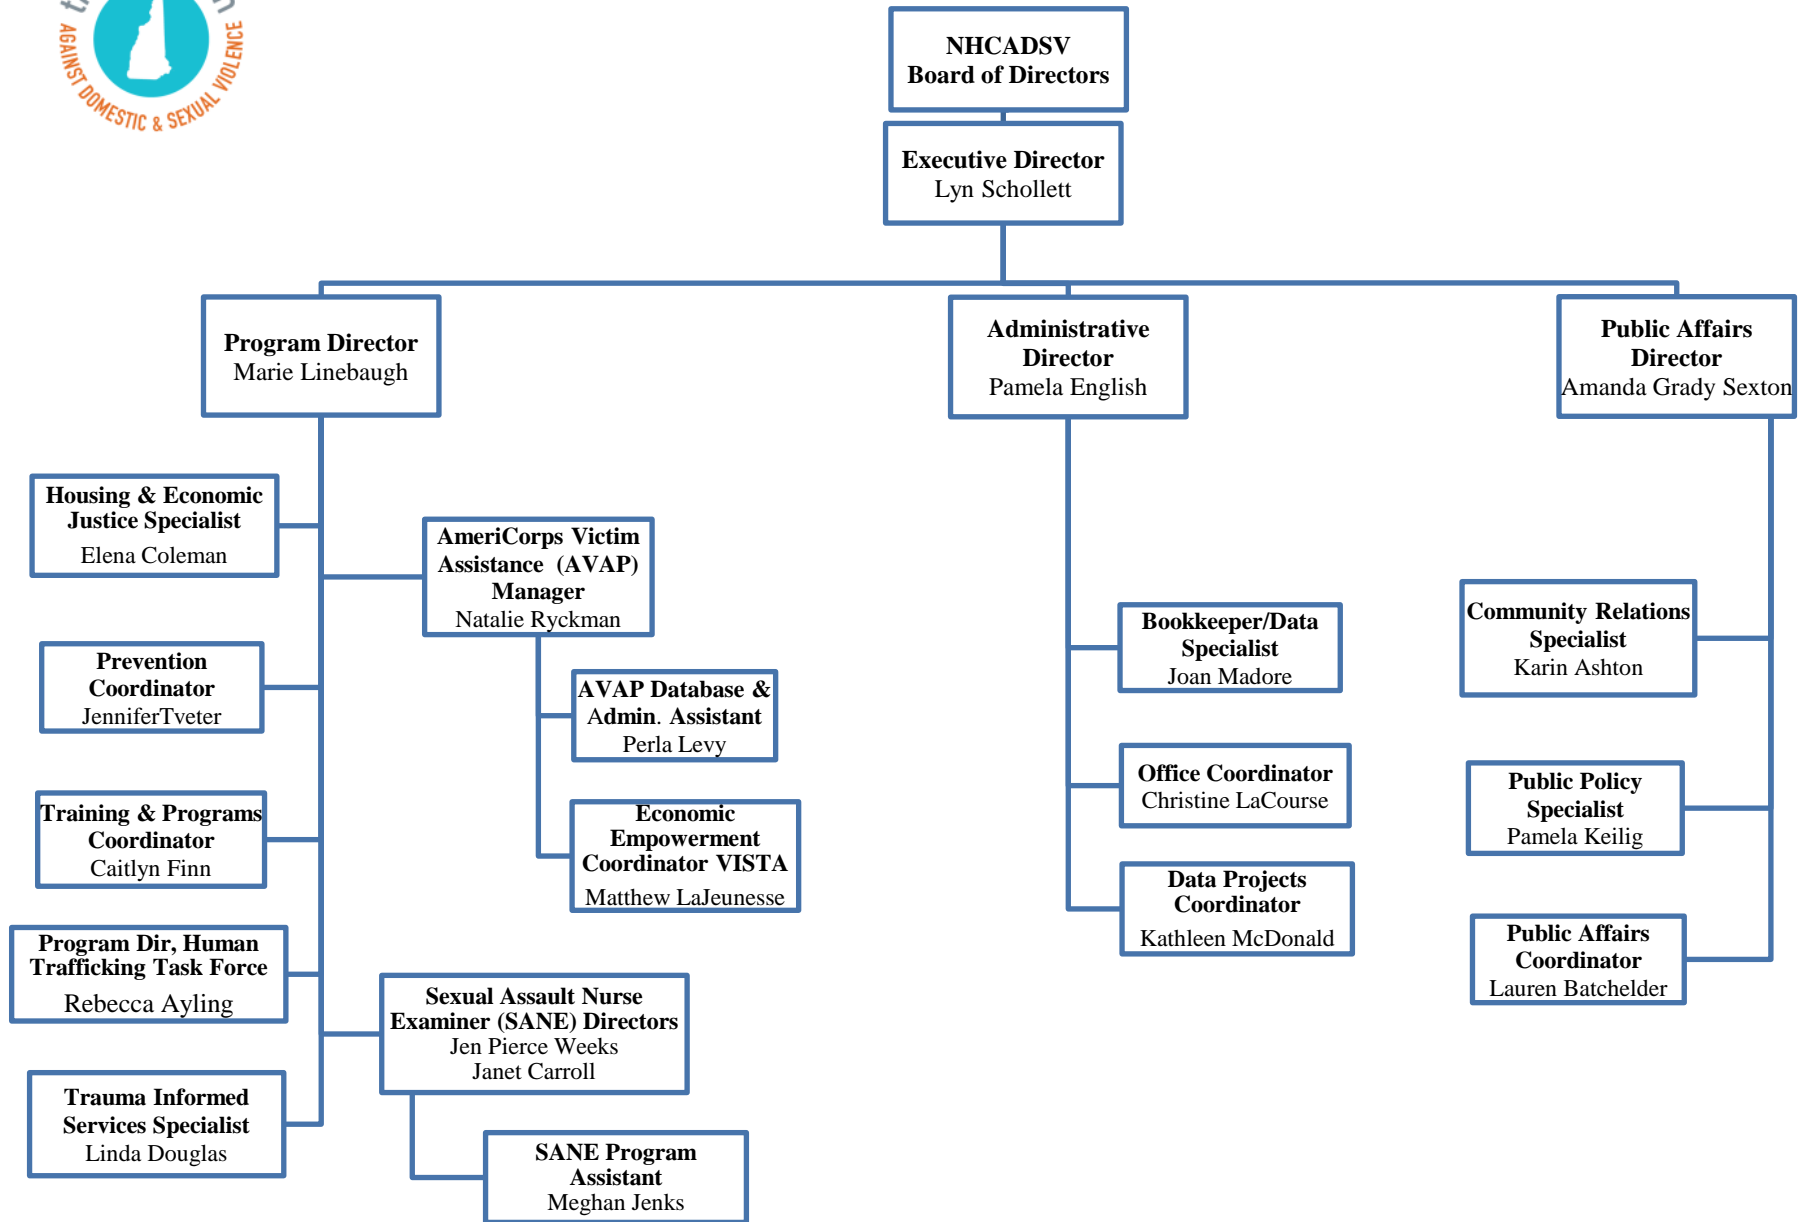 AGAINST DOMESTIC & SEXUAL VIOLENCE
NHCADSV
Board of Directors
Executive Director
Lyn Schollett
Program Director
Marie Linebaugh
Administrative
Director
Pamela English
Public Affairs
Director
Amanda Grady Sexton
Housing & Economic
Justice Specialist
Elena Coleman
Prevention
Coordinator
JenniferTveter
Training & Programs
Coordinator
Caitlyn Finn
Program Dir, Human
Trafficking Task Force
Rebecca Ayling
Trauma Informed
Services Specialist
Linda Douglas
AmeriCorps Victim
Assistance (AVAP)
Manager
Natalie Ryckman
AVAP Database &
Admin. Assistant
Perla Levy
Economic
Empowerment
Coordinator VISTA
Matthew LaJeunesse
Sexual Assault Nurse
Examiner (SANE) Directors
Jen Pierce Weeks
Janet Carroll
SANE Program
Assistant
Meghan Jenks
Bookkeeper/Data
Specialist
Joan Madore
Office Coordinator
Christine LaCourse
Data Projects
Coordinator
Kathleen McDonald
Community Relations
Specialist
Karin Ashton
Public Policy
Specialist
Pamela Keilig
Public Affairs
Coordinator
Lauren Batchelder